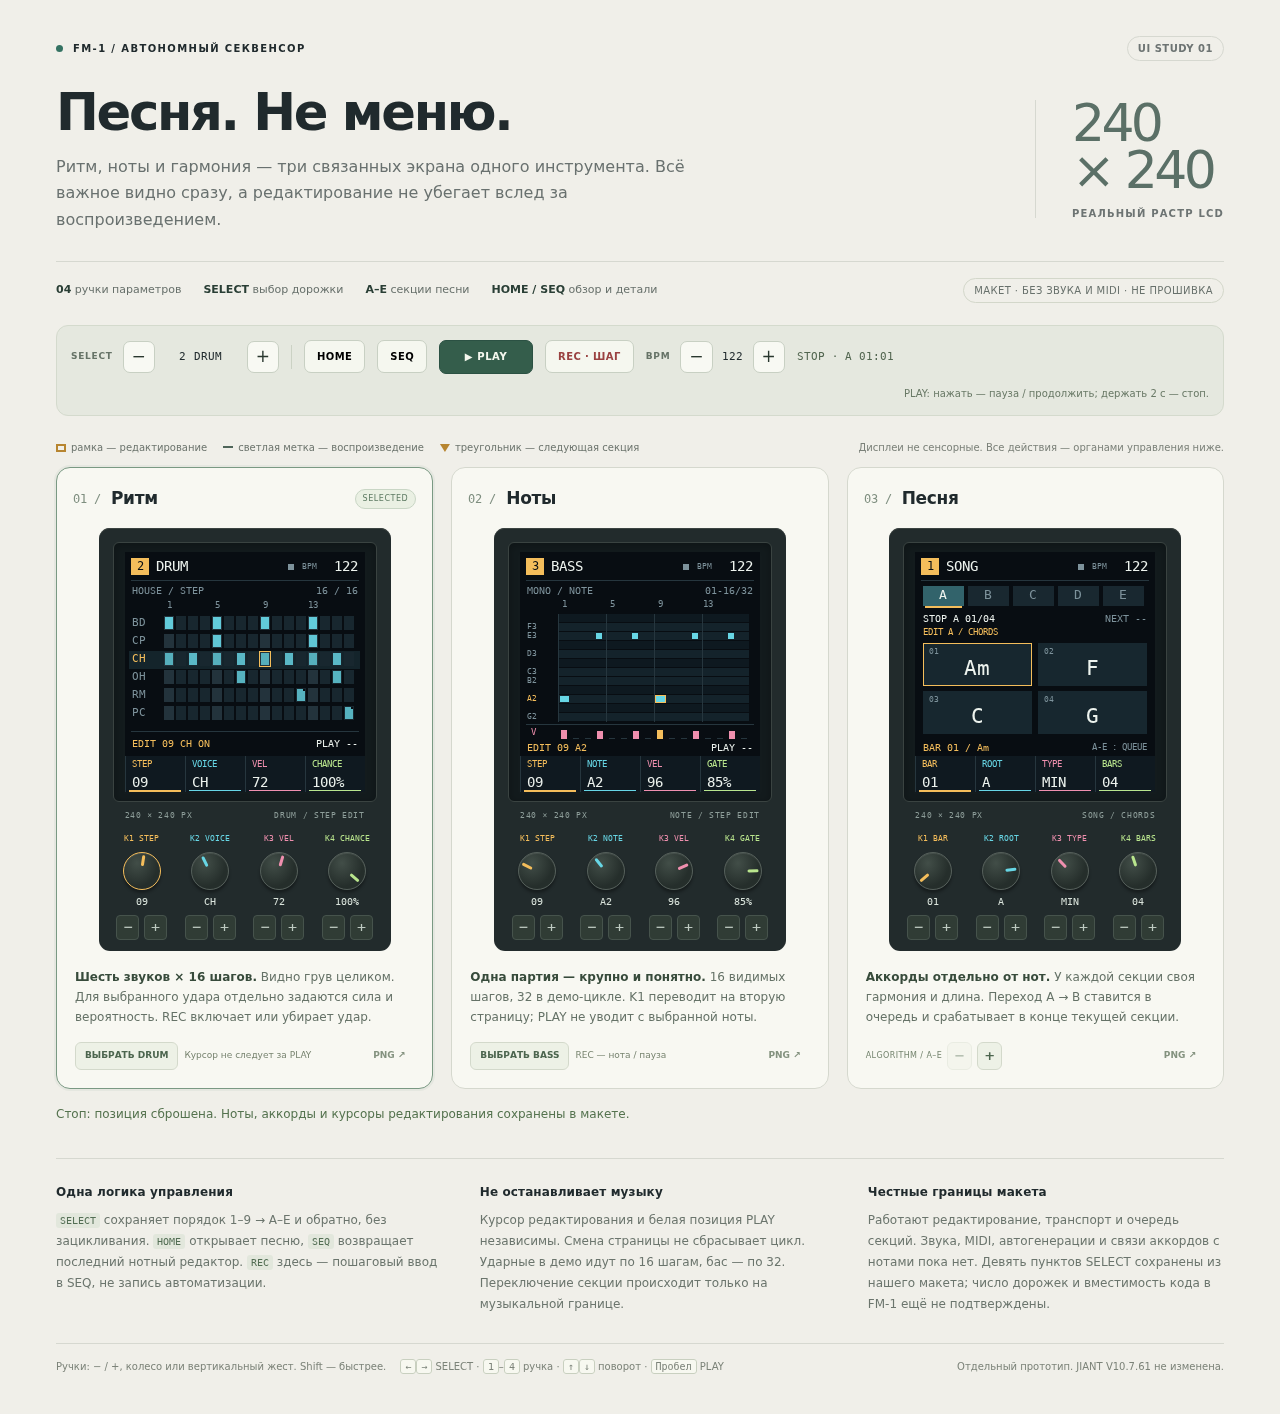 FM-1 / АВТОНОМНЫЙ СЕКВЕНСОР
UI STUDY 01
Песня. Не меню.
Ритм, ноты и гармония — три связанных экрана одного инструмента. Всё
важное видно сразу, а редактирование не убегает вслед за
воспроизведением.
240
× 240
РЕАЛЬНЫЙ РАСТР LCD
04 ручки параметров SELECT выбор дорожки A–E секции песни HOME / SEQ обзор и детали
МАКЕТ · БЕЗ ЗВУКА И MIDI · НЕ ПРОШИВКА
SELECT − 2 DRUM + HOME SEQ ▶ PLAY REC · ШАГ BPM − 122 + STOP · A 01:01
PLAY: нажать — пауза / продолжить; держать 2 с — стоп.
рамка — редактирование светлая метка — воспроизведение треугольник — следующая секция
Дисплеи не сенсорные. Все действия — органами управления ниже.
01 / Ритм SELECTED
2 DRUM BPM 122
HOUSE / STEP 16 / 16
1 5 9 13
BD
CP
CH
OH
RM
PC
EDIT 09 CH ON PLAY --
STEP VOICE VEL CHANCE
09 CH 72 100%
240 × 240 PX DRUM / STEP EDIT
K1 STEP K2 VOICE K3 VEL K4 CHANCE
09 CH 72 100%
− + − + − + − +
Шесть звуков × 16 шагов. Видно грув целиком.
Для выбранного удара отдельно задаются сила и
вероятность. REC включает или убирает удар.
ВЫБРАТЬ DRUM Курсор не следует за PLAY PNG ↗
02 / Ноты
3 BASS BPM 122
MONO / NOTE 01-16/32
1 5 9 13
F3
E3
D3
C3
B2
A2
G2
V
EDIT 09 A2 PLAY --
STEP NOTE VEL GATE
09 A2 96 85%
240 × 240 PX NOTE / STEP EDIT
K1 STEP K2 NOTE K3 VEL K4 GATE
09 A2 96 85%
− + − + − + − +
Одна партия — крупно и понятно. 16 видимых
шагов, 32 в демо-цикле. K1 переводит на вторую
страницу; PLAY не уводит с выбранной ноты.
ВЫБРАТЬ BASS REC — нота / пауза PNG ↗
03 / Песня
1 SONG BPM 122
A B C D E
STOP A 01/04 NEXT --
EDIT A / CHORDS
01 Am 02 F
03 C 04 G
BAR 01 / Am A-E : QUEUE
BAR ROOT TYPE BARS
01 A MIN 04
240 × 240 PX SONG / CHORDS
K1 BAR K2 ROOT K3 TYPE K4 BARS
01 A MIN 04
− + − + − + − +
Аккорды отдельно от нот. У каждой секции своя
гармония и длина. Переход A → B ставится в
очередь и срабатывает в конце текущей секции.
ALGORITHM / A–E − + PNG ↗
Стоп: позиция сброшена. Ноты, аккорды и курсоры редактирования сохранены в макете.
Одна логика управления
SELECT сохраняет порядок 1–9 → A–E и обратно, без
зацикливания. HOME открывает песню, SEQ возвращает
последний нотный редактор. REC здесь — пошаговый ввод
в SEQ, не запись автоматизации.
Не останавливает музыку
Курсор редактирования и белая позиция PLAY
независимы. Смена страницы не сбрасывает цикл.
Ударные в демо идут по 16 шагам, бас — по 32.
Переключение секции происходит только на
музыкальной границе.
Честные границы макета
Работают редактирование, транспорт и очередь
секций. Звука, MIDI, автогенерации и связи аккордов с
нотами пока нет. Девять пунктов SELECT сохранены из
нашего макета; число дорожек и вместимость кода в
FM-1 ещё не подтверждены.
Ручки: − / +, колесо или вертикальный жест. Shift — быстрее. ← → SELECT · 1–4 ручка · ↑ ↓ поворот · Пробел PLAY
Отдельный прототип. JIANT V10.7.61 не изменена.